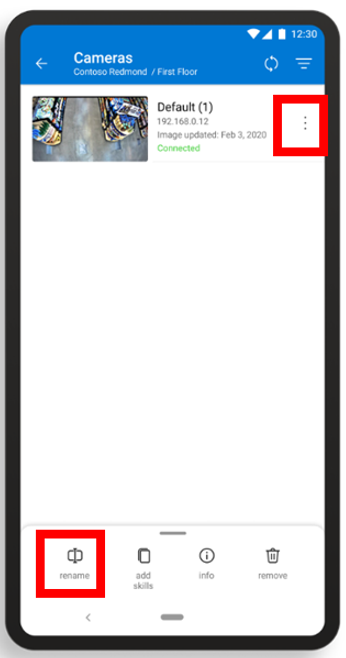 12:30
Cameras
Contoso Redmond / First Floor
Default (1)
192.168.0.12
Image updated: Feb 3, 2020
Connected
rename
add
skills
info
remove